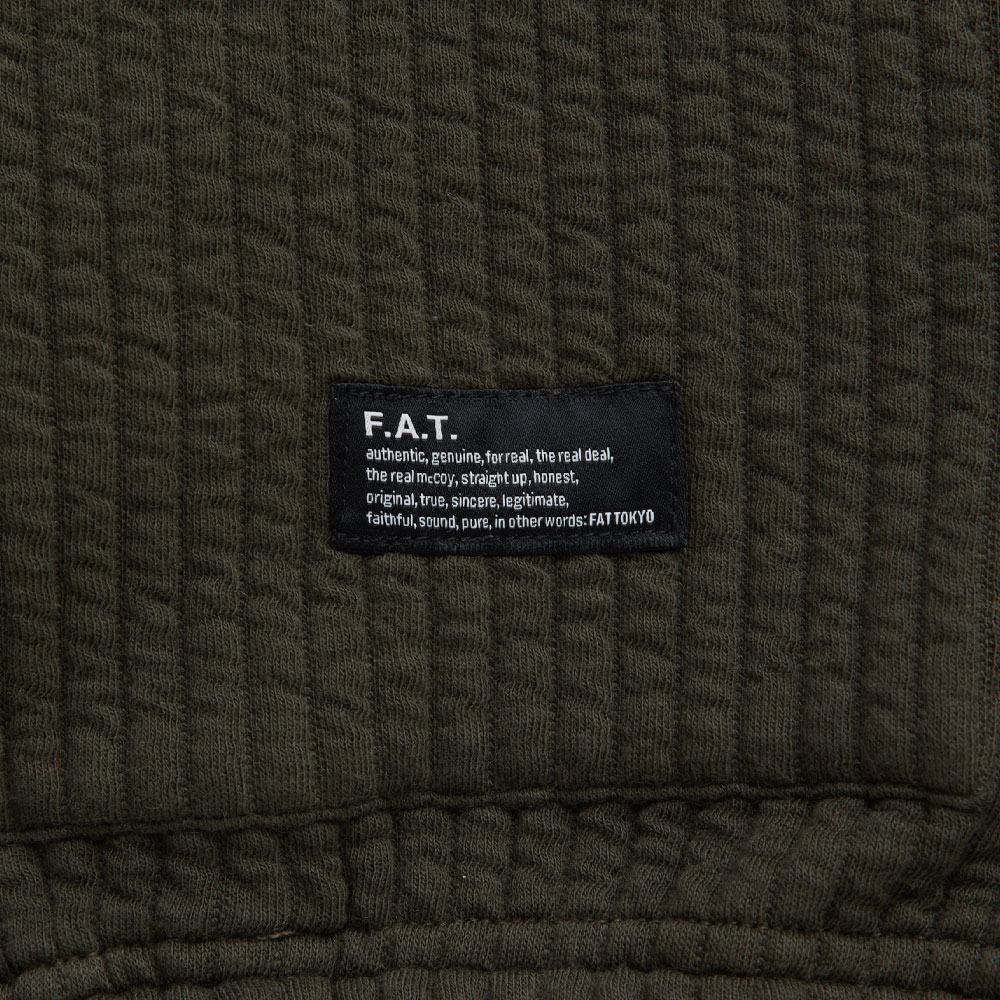 F.A.T.
authentic, genuine, for real, the real deal,
the real mccoy, straight up, honest,
original, true, sincere, legitimate,
faithful, sound, pure, in other words: FAT TOKYO